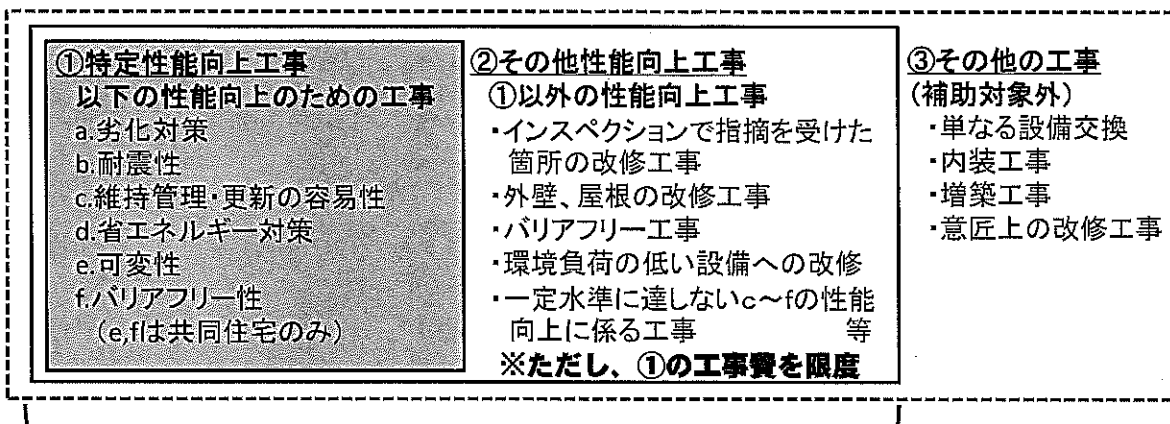 ①特定性能向上工事
以下の性能向上のための工事
a.劣化対策
b.耐震性
c.維持管理・更新の容易性
d.省エネルギー対策
e.可変性
f.バリアフリー性
（e,fは共同住宅のみ）
②その他性能向上工事
①以外の性能向上工事
・インスペクションで指摘を受けた
箇所の改修工事
・外壁、屋根の改修工事
・バリアフリー工事
・環境負荷の低い設備への改修
・一定水準に達しないc～fの性能
向上に係る工事　　　　　等
※ただし、①の工事費を限度
③その他の工事
(補助対象外)
・単なる設備交換
・内装工事
・増築工事
・意匠上の改修工事